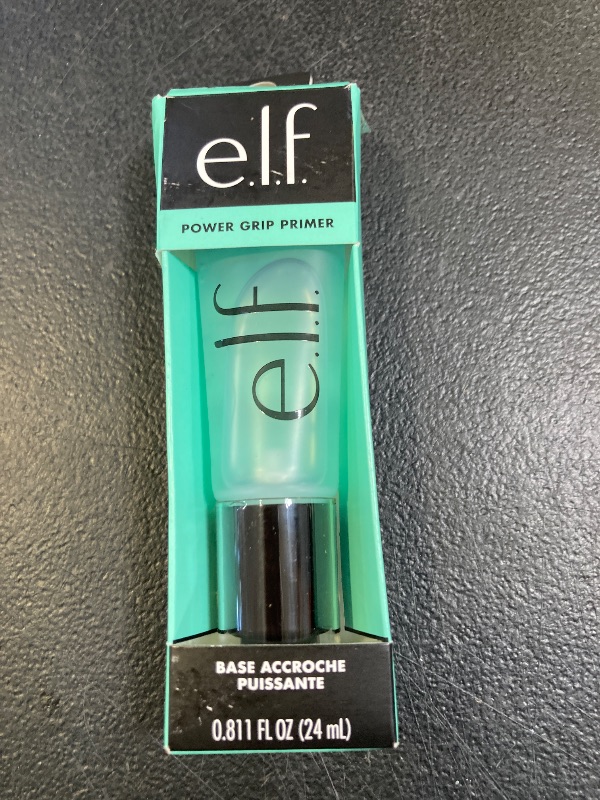 e.l.f.
POWER GRIP PRIMER
e.l.f.
BASE ACCROCHE
PUISSANTE
0.811 FL OZ (24 mL)